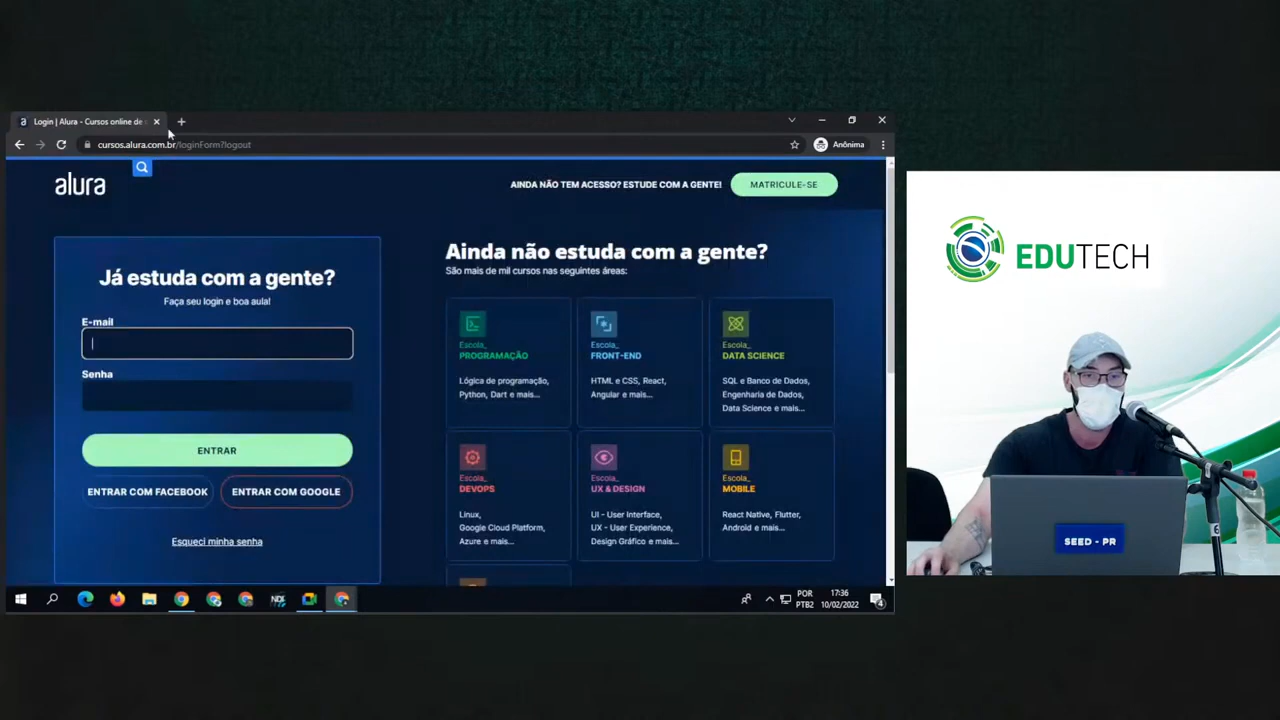 Login | Alura - Cursos online de
cursos.alura.com.br/loginForm?logout
Anônima
alura
AINDA NÃO TEM ACESSO? ESTUDE COM A GENTE!
MATRICULE-SE
Já estuda com a gente?
Faça seu login e boa aula!
E-mail
Senha
ENTRAR
ENTRAR COM FACEBOOK
ENTRAR COM GOOGLE
Esqueci minha senha
Ainda não estuda com a gente?
São mais de mil cursos nas seguintes áreas:
Escola_
PROGRAMAÇÃO
Lógica de programação,
Python, Dart e mais...
Escola_
FRONT-END
HTML e CSS, React,
Angular e mais...
Escola_
DATA SCIENCE
SQL e Banco de Dados,
Engenharia de Dados,
Data Science e mais...
Escola_
DEVOPS
Linux,
Google Cloud Platform,
Azure e mais...
Escola_
UX & DESIGN
UI - User Interface,
UX - User Experience,
Design Gráfico e mais...
Escola_
MOBILE
React Native, Flutter,
Android e mais...
POR
PTB2
17:36
10/02/2022
4
EDUTECH
SEED - PR
6